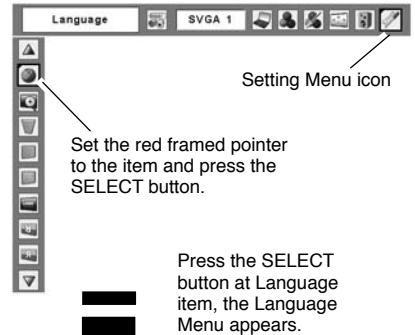 Language
SVGA 1
Setting Menu icon
Set the red framed pointer
to the item and press the
SELECT button.
Press the SELECT
button at Language
item, the Language
Menu appears.